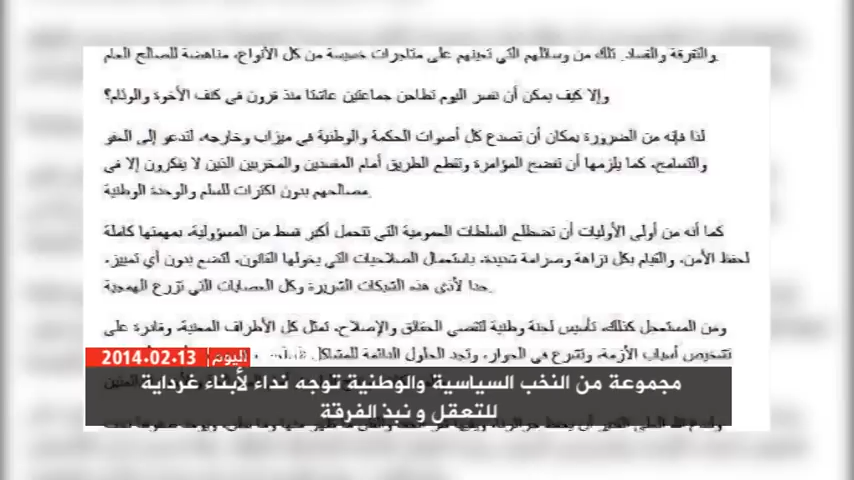 والتفرقة والفساد. تلك من وسائلهم التي تعينهم على متاجرات خسيسة من كل الأنواع، مناهضة للصالح العام.
وإلا كيف يمكن أن نفسر اليوم تطاحن جماعتين عاشتا منذ قرون في كنف الأخوة والوئام؟
لذا فإنه من الضرورة بمكان أن تصدع كل أصوات الحكمة والوطنية في ميزاب وخارجه، لتدعو إلى العفو
والتسامح، كما يلزمها أن تفضح المؤامرة وتقطع الطريق أمام المفسدين والمخربين الذين لا يفكرون إلا في
مصالحهم بدون اكتراث للسلم والوحدة الوطنية.
كما أنه من أولى الأوليات أن تضطلع السلطات العمومية التي تتحمل أكبر قسط من المسؤولية، بمهمتها كاملة
لحفظ الأمن، والقيام بكل نزاهة وصرامة شديدة، باستعمال الصلاحيات التي يخولها القانون، لتضع بدون أي تمييز،
حدا لأذى هذه الشبكات الشريرة وكل العصابات التي تزرع الهمجية.
ومن المستعجل كذلك، تأسيس لجنة وطنية لتقصي الحقائق والإصلاح، تمثل كل الأطراف المعنية، وقادرة على
تشخيص أسباب الأزمة، وتشرع في الحوار، وتجد الحلول الدائمة للمشاكل
اليوم | 2014.02.13
مجموعة من النخب السياسية والوطنية توجه نداء لأبناء غرداية
للتعقل و نبذ الفرقة